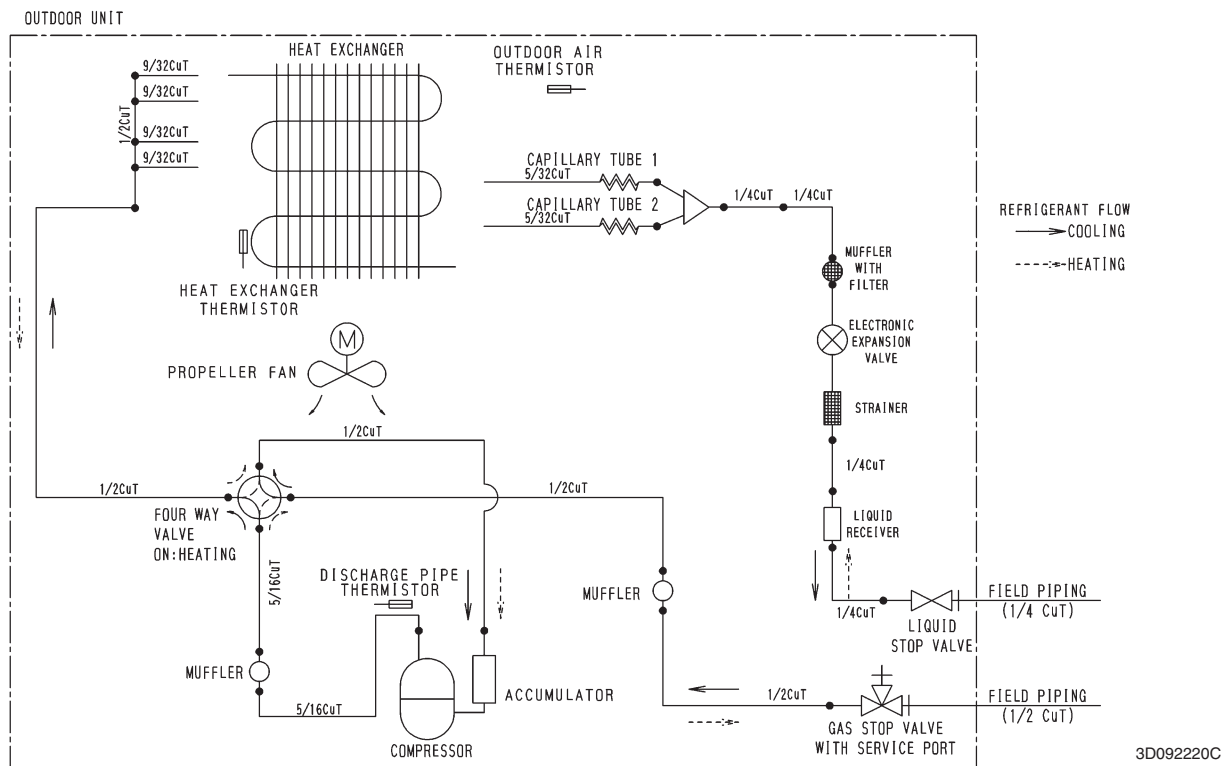 OUTDOOR UNIT
HEAT EXCHANGER
OUTDOOR AIR
THERMISTOR
9/32CuT
9/32CuT
9/32CuT
9/32CuT
1/2CuT
CAPILLARY TUBE 1
5/32CuT
CAPILLARY TUBE 2
5/32CuT
1/4CuT
1/4CuT
REFRIGERANT FLOW
COOLING
HEATING
MUFFLER
WITH
FILTER
HEAT EXCHANGER
THERMISTOR
ELECTRONIC
EXPANSION
VALVE
M
PROPELLER FAN
STRAINER
1/2CuT
1/4CuT
1/2CuT
1/2CuT
FOUR WAY
VALVE
ON:HEATING
LIQUID
RECEIVER
5/16CuT
DISCHARGE PIPE
THERMISTOR
MUFFLER
1/4CuT
FIELD PIPING
(1/4 CuT)
LIQUID
STOP VALVE
MUFFLER
ACCUMULATOR
5/16CuT
COMPRESSOR
1/2CuT
FIELD PIPING
(1/2 CuT)
GAS STOP VALVE
WITH SERVICE PORT
3D092220C